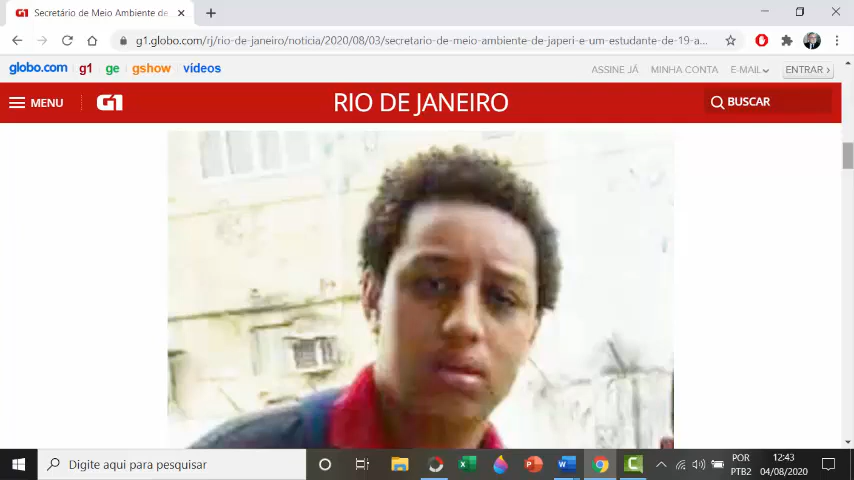 Secretário de Meio Ambiente de
g1.globo.com/rj/rio-de-janeiro/noticia/2020/08/03/secretario-de-meio-ambiente-de-japeri-e-um-estudante-de-19-a...
globo.com g1 ge gshow vídeos
ASSINE JÁ MINHA CONTA E-MAIL ENTRAR
MENU G1 RIO DE JANEIRO BUSCAR
Digite aqui para pesquisar
POR
PTB2
12:43
04/08/2020